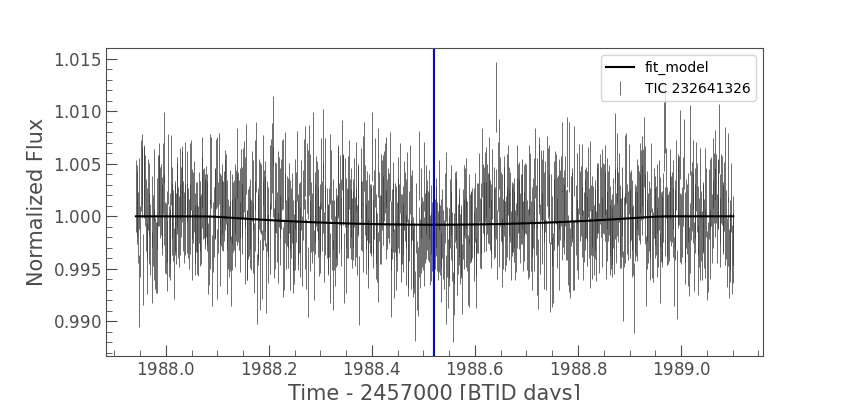 1.015
1.010
1.005
1.000
0.995
0.990
Normalized Flux
fit_model
TIC 232641326
1988.0 1988.2 1988.4 1988.6 1988.8 1989.0
Time - 2457000 [BTJD days]